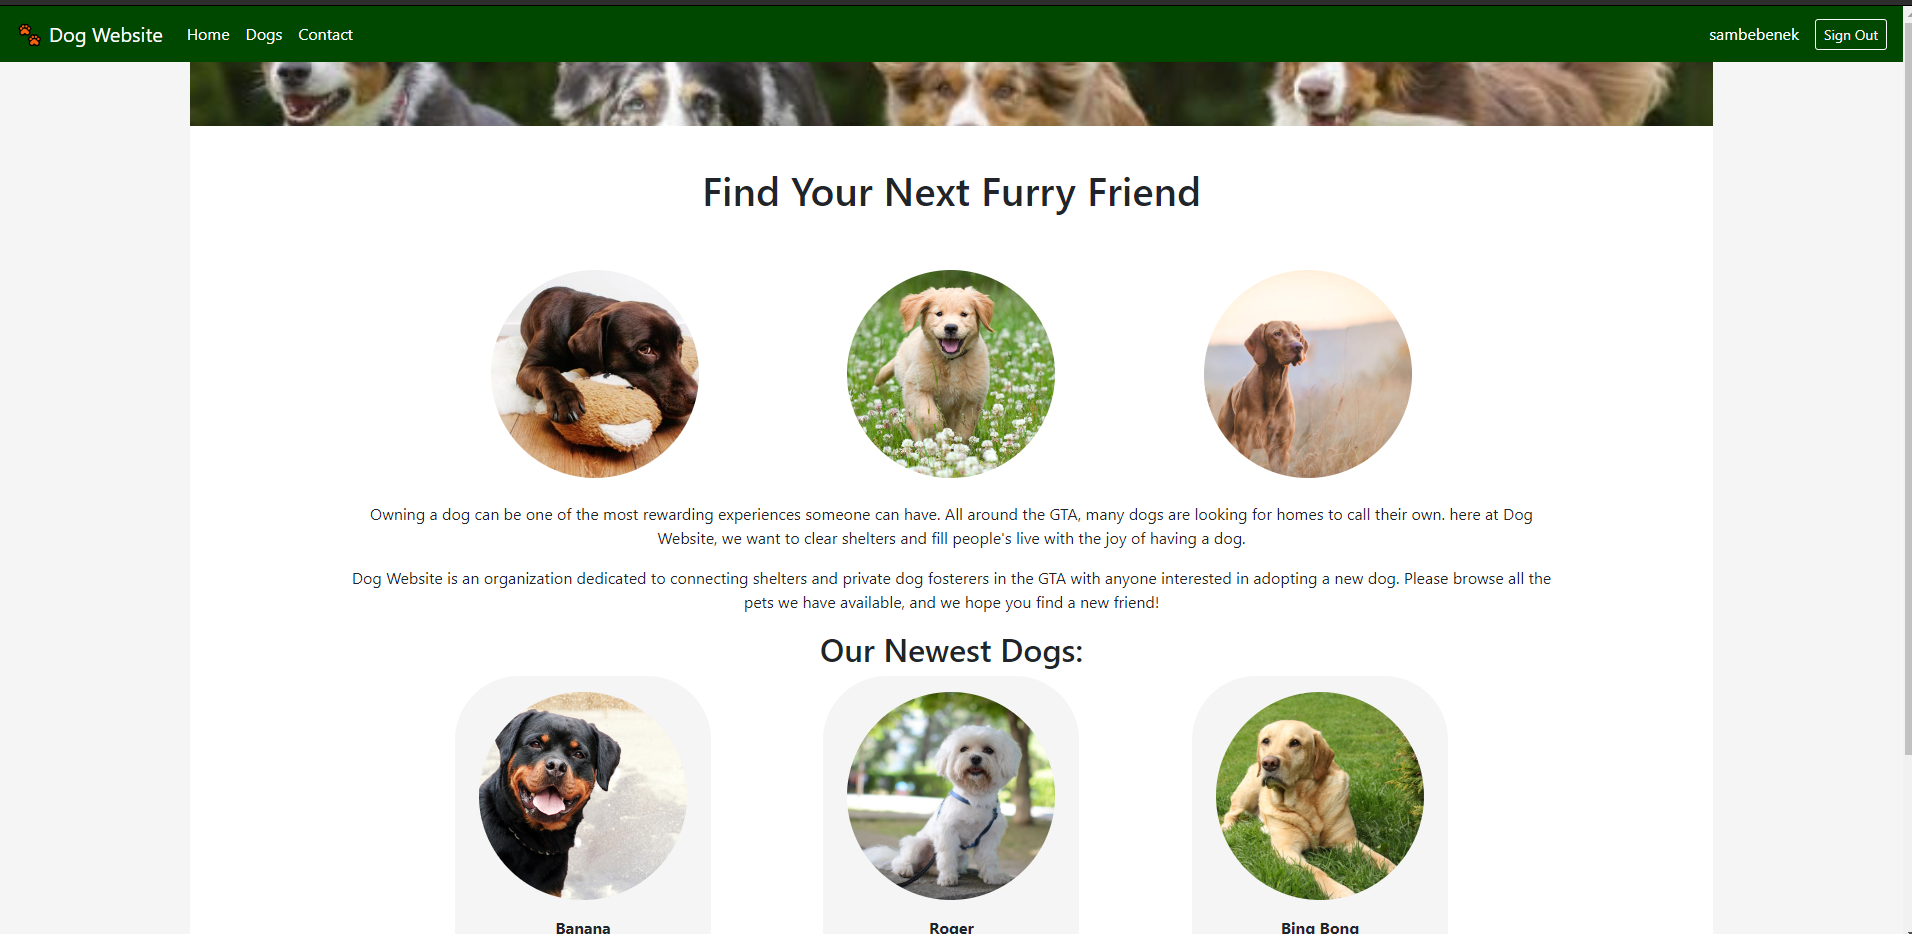 Dog Website Home Dogs Contact sambebenek Sign Out
Find Your Next Furry Friend
Owning a dog can be one of the most rewarding experiences someone can have. All around the GTA, many dogs are looking for homes to call their own. here at Dog
Website, we want to clear shelters and fill people's live with the joy of having a dog.
Dog Website is an organization dedicated to connecting shelters and private dog fosterers in the GTA with anyone interested in adopting a new dog. Please browse all the
pets we have available, and we hope you find a new friend!
Our Newest Dogs:
Banana Roger Bing Bong